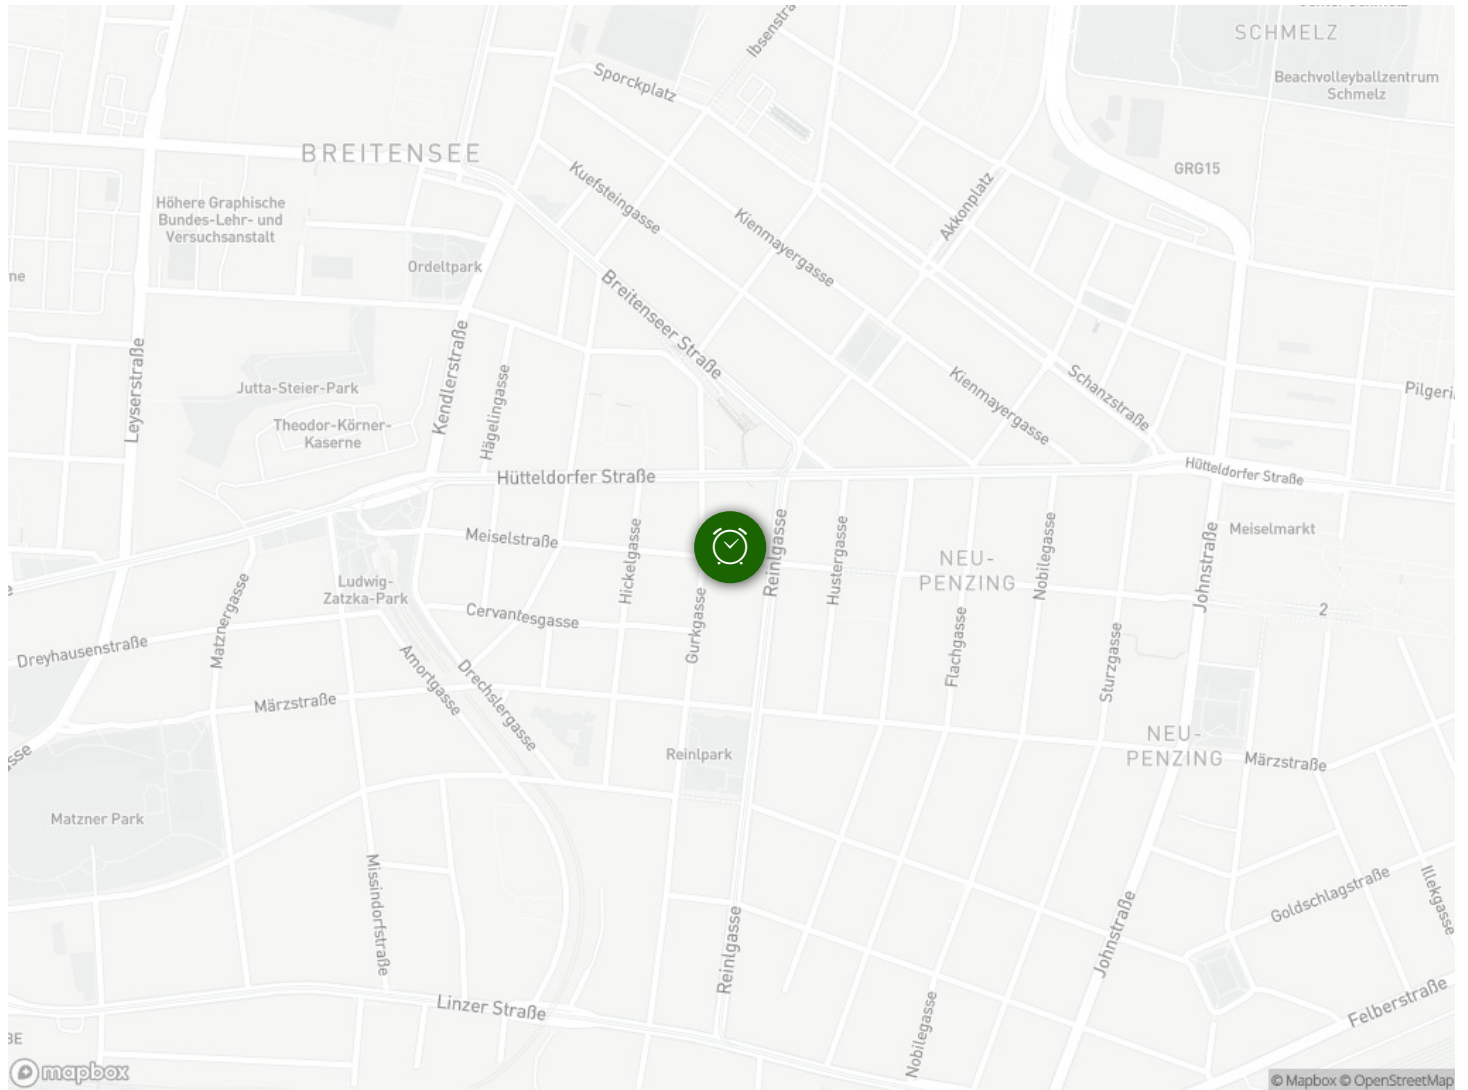 SCHMELZ
Ibsenstra
Sporckplatz
Beachvolleyballzentrum
Schmelz
BREITENSEE
GRG15
Kuefsteingasse
Akkonplatz
Höhere Graphische
Bundes-Lehr- und
Versuchsanstalt
Kienmayergasse
Ordeltpark
me
Breitenseer Straße
Leyserstraße
Kendlerstraße
Hägelingasse
Jutta-Steier-Park
Kienmayergasse
Schanzstraße
Pilgeri
Theodor-Körner-
Kaserne
Hütteldorfer Straße
Hütteldorfer Straße
Meiselstraße
Hickelgasse
Reinlgasse
Hustergasse
Nobilegasse
Johnstraße
Meiselmarkt
NEU-
PENZING
Ludwig-
Zatzka-Park
Matznergasse
Cervantesgasse
Gurkgasse
Flachgasse
2
Dreyhausenstraße
Amortgasse
Drechslergasse
Sturzgasse
Märzstraße
sse
Reinlpark
NEU-
PENZING
Märzstraße
Matzner Park
Missindorfstraße
Goldschlagstraße
Illekgasse
Reinlgasse
Johnstraße
Linzer Straße
Nobilegasse
Felberstraße
mapbox
© Mapbox © OpenStreetMap